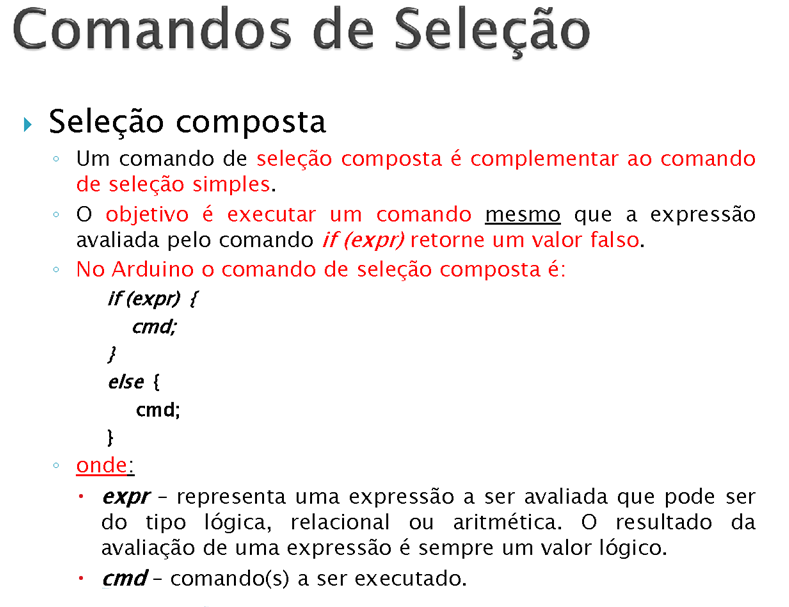 Comandos de Seleção
Seleção composta
Um comando de seleção composta é complementar ao comando
de seleção simples.
O objetivo é executar um comando mesmo que a expressão
avaliada pelo comando if (expr) retorne um valor falso.
No Arduino o comando de seleção composta é:
if (expr) {
cmd;
}
else {
cmd;
}
onde:
expr – representa uma expressão a ser avaliada que pode ser
do tipo lógica, relacional ou aritmética. O resultado da
avaliação de uma expressão é sempre um valor lógico.
cmd – comando(s) a ser executado.